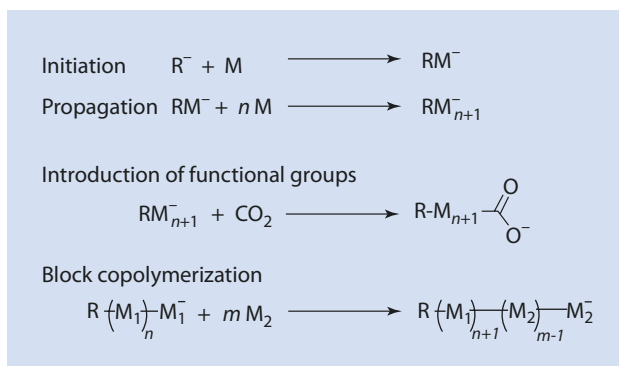 Initiation R⁻ + M ⟶ RM⁻
Propagation RM⁻ + n M ⟶ RM⁻ₙ₊₁
Introduction of functional groups
RM⁻ₙ₊₁ + CO₂ ⟶ R-Mₙ₊₁ O O⁻
Block copolymerization
R (M₁)ₙ M₁⁻ + m M₂ ⟶ R (M₁)ₙ₊₁ (M₂)ₘ₋₁ M₂⁻